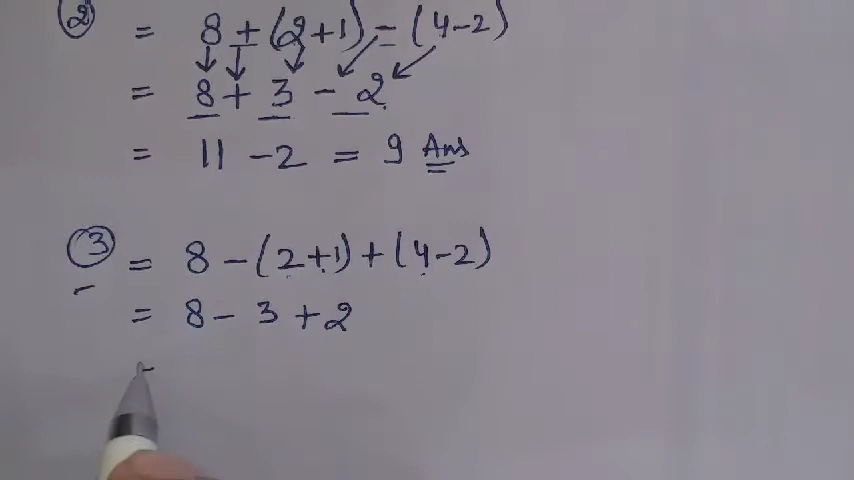 ② = 8 + (2+1) - (4-2)
= 8 + 3 - 2
= 11 - 2 = 9 Ans
③ = 8 - (2+1) + (4-2)
= 8 - 3 + 2